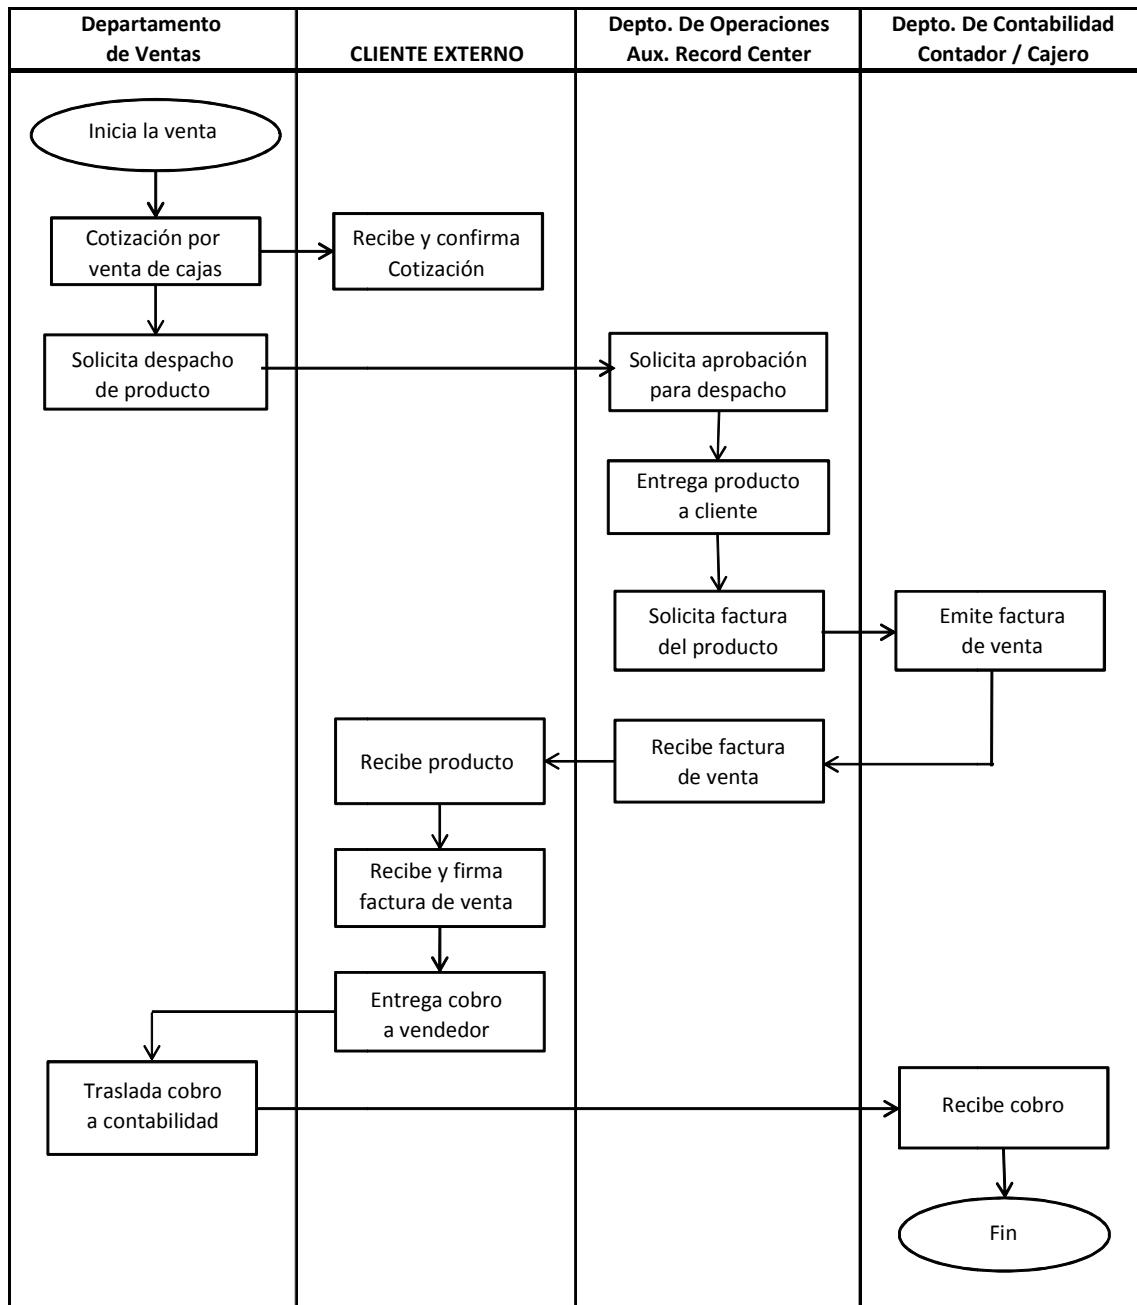 Departamento
de Ventas
CLIENTE EXTERNO
Depto. De Operaciones
Aux. Record Center
Depto. De Contabilidad
Contador / Cajero
Inicia la venta
Cotización por
venta de cajas
Recibe y confirma
Cotización
Solicita despacho
de producto
Solicita aprobación
para despacho
Entrega producto
a cliente
Solicita factura
del producto
Emite factura
de venta
Recibe factura
de venta
Recibe producto
Recibe y firma
factura de venta
Entrega cobro
a vendedor
Traslada cobro
a contabilidad
Recibe cobro
Fin